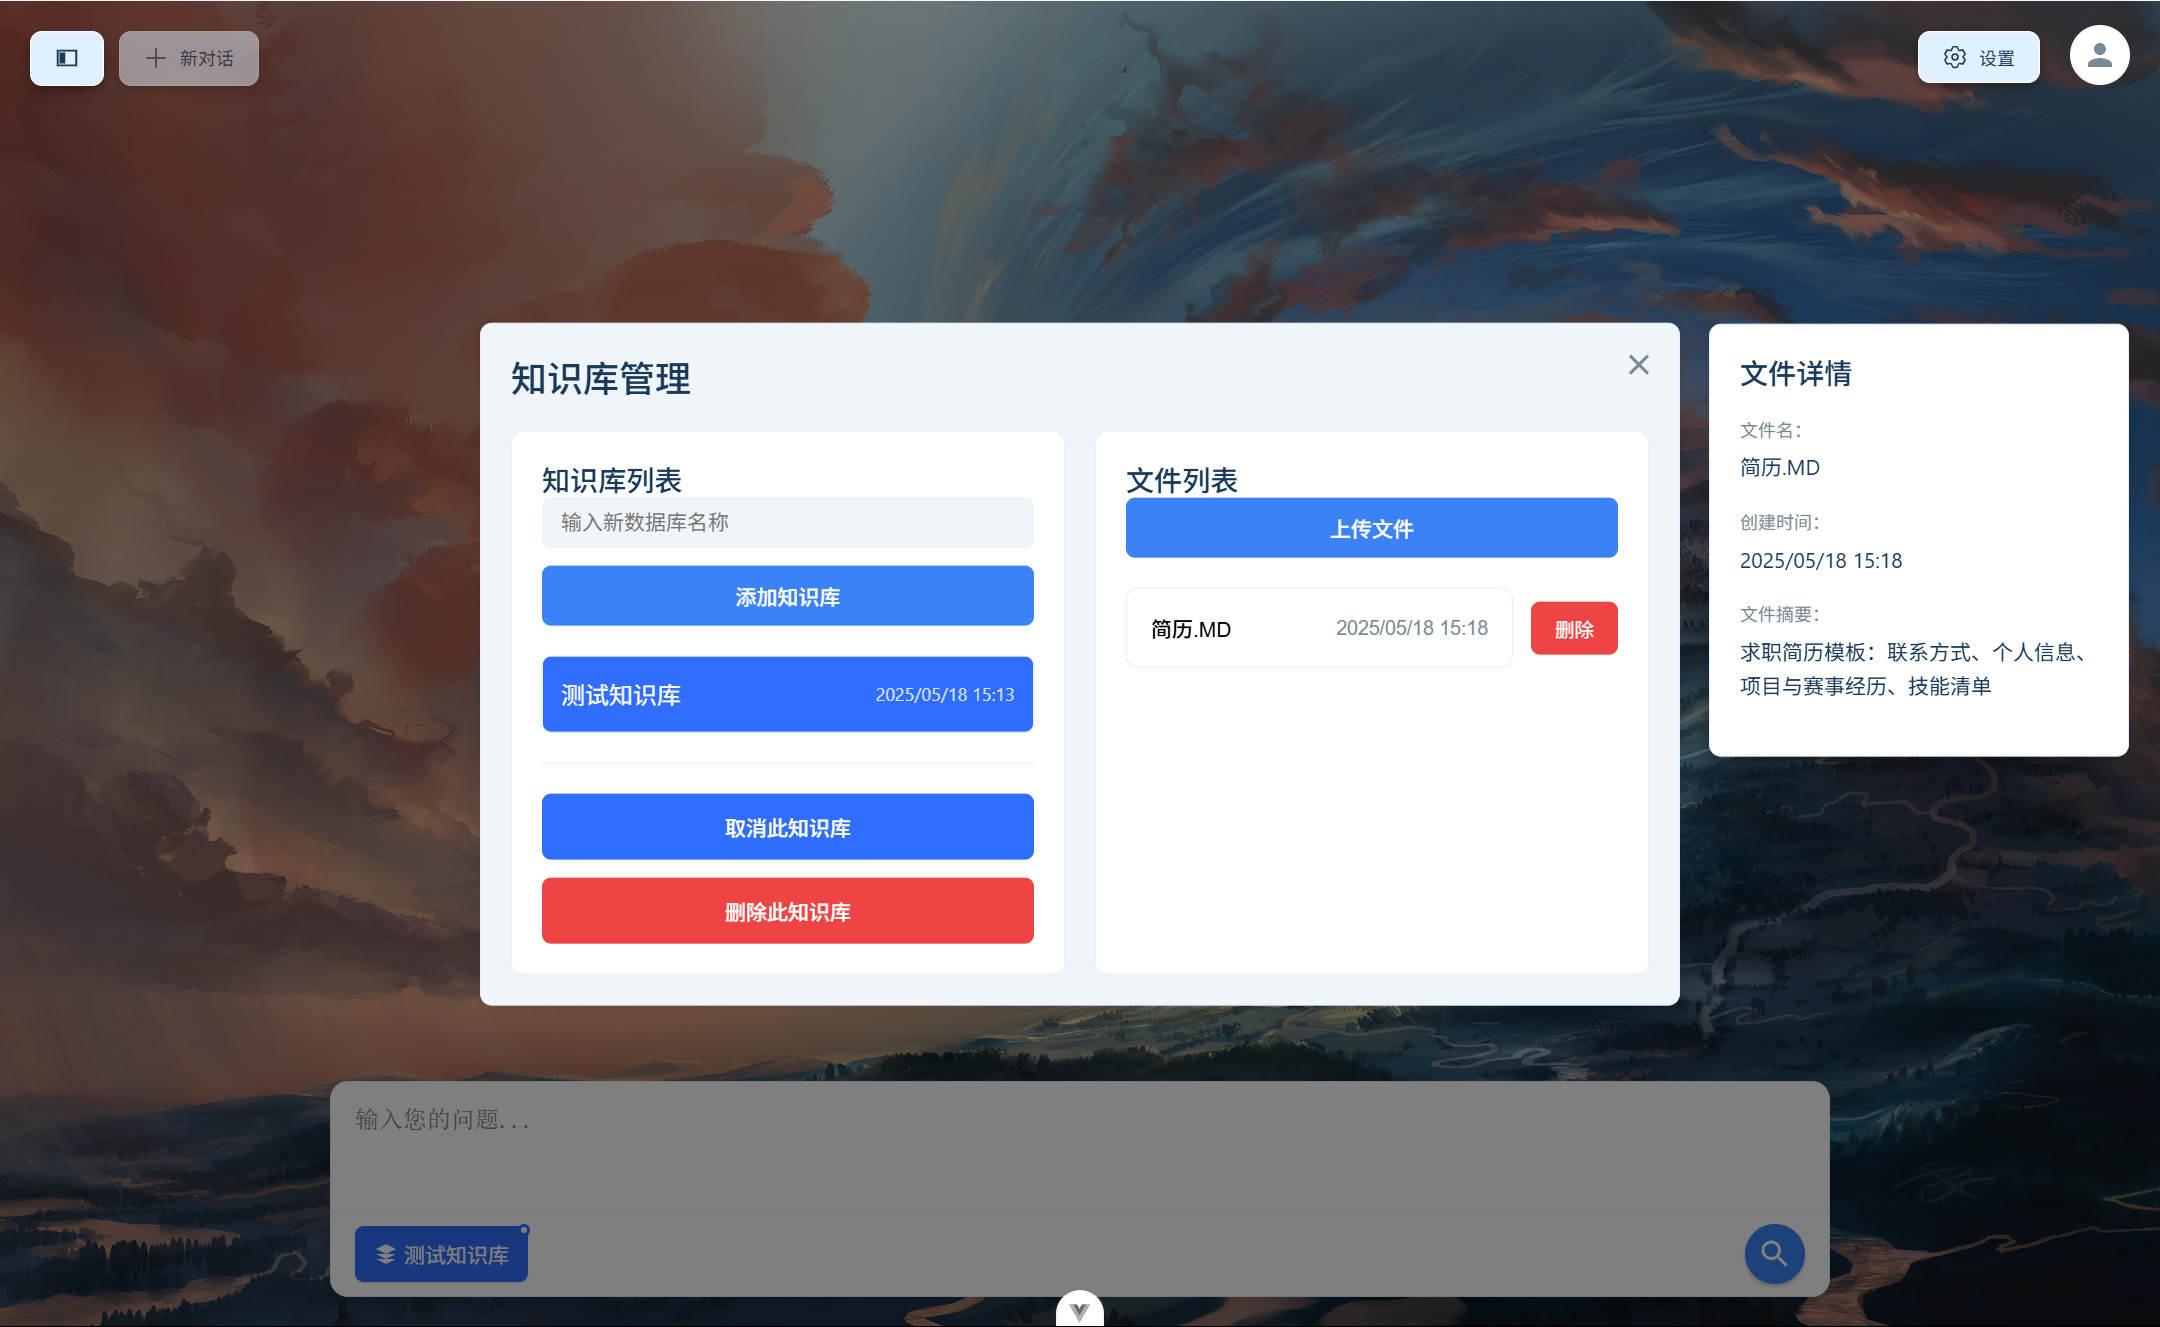 新对话
设置
知识库管理
知识库列表
输入新数据库名称
添加知识库
测试知识库 2025/05/18 15:13
取消此知识库
删除此知识库
文件列表
上传文件
简历.MD 2025/05/18 15:18 删除
文件详情
文件名：
简历.MD
创建时间：
2025/05/18 15:18
文件摘要：
求职简历模板：联系方式、个人信息、
项目与赛事经历、技能清单
输入您的问题...
测试知识库